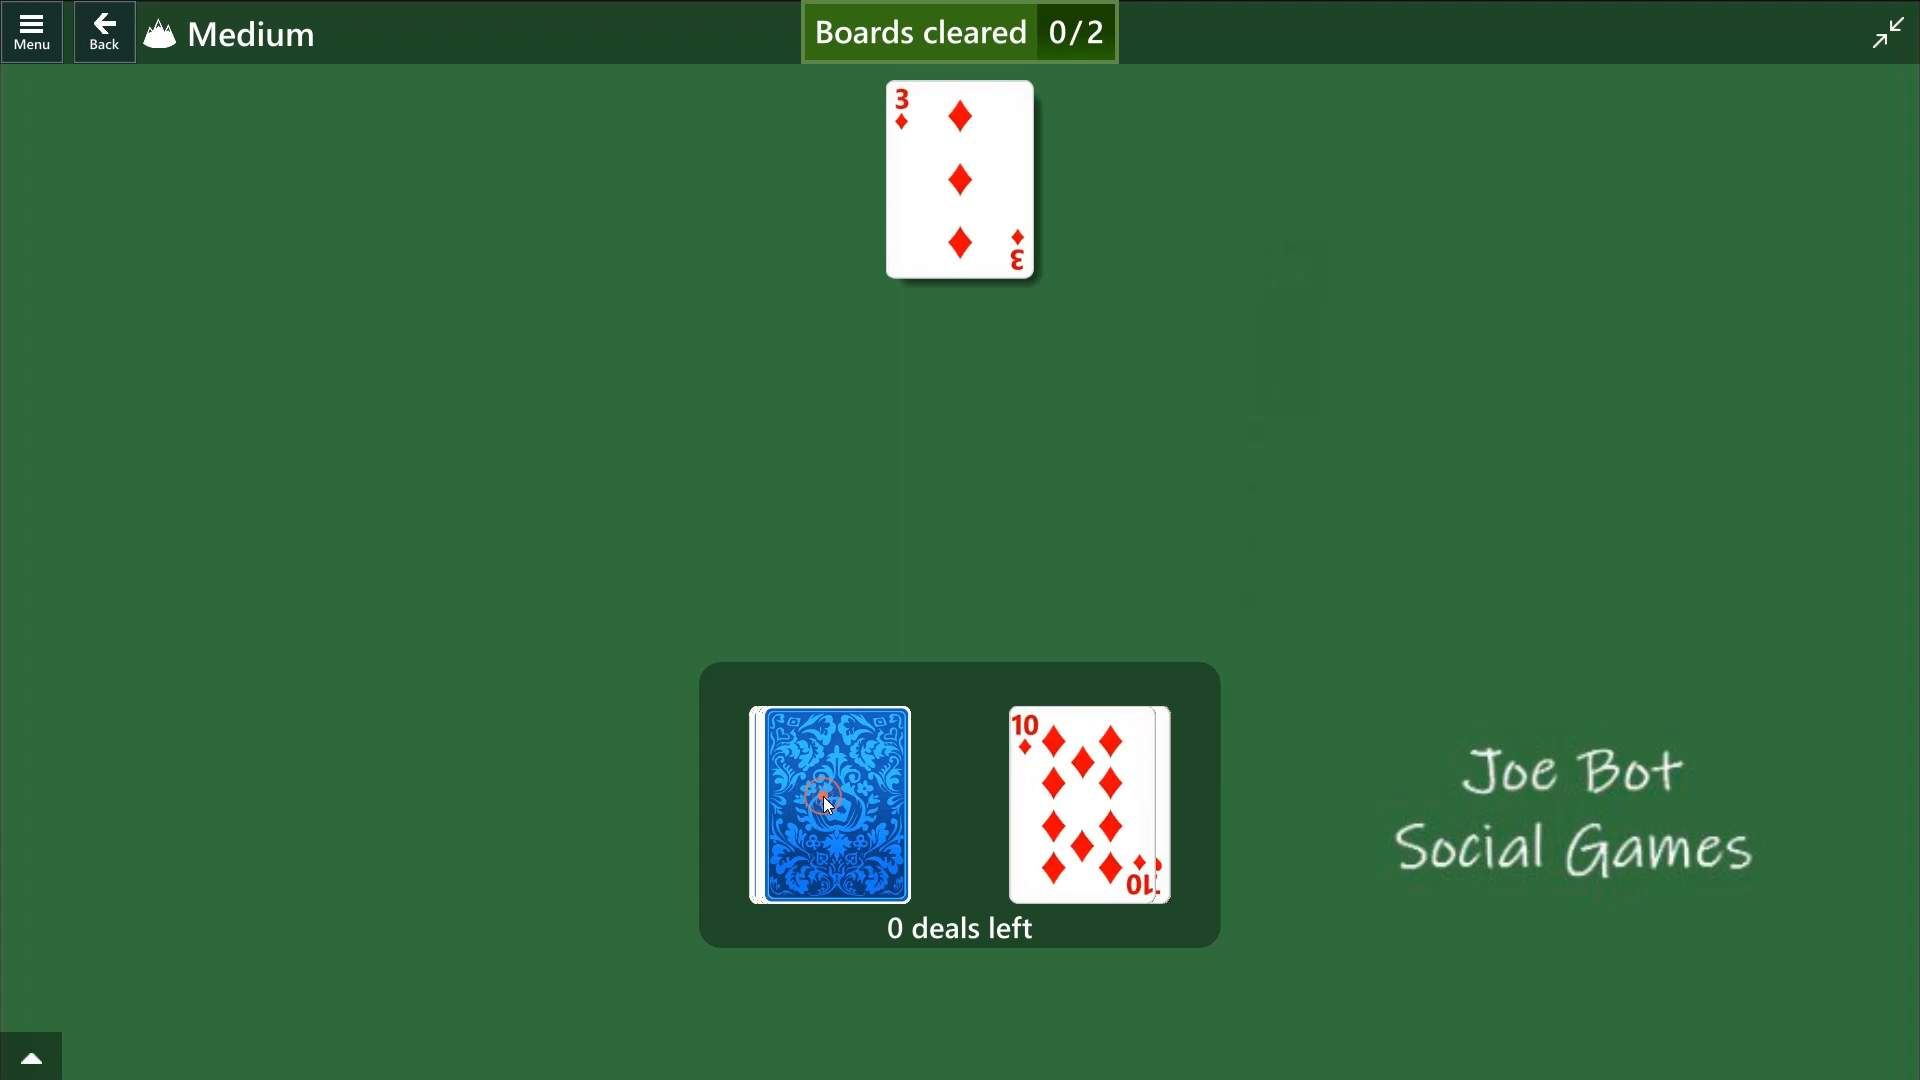 Menu
Back
Medium
Boards cleared 0/2
3
3
10
10
0 deals left
Joe Bot
Social Games